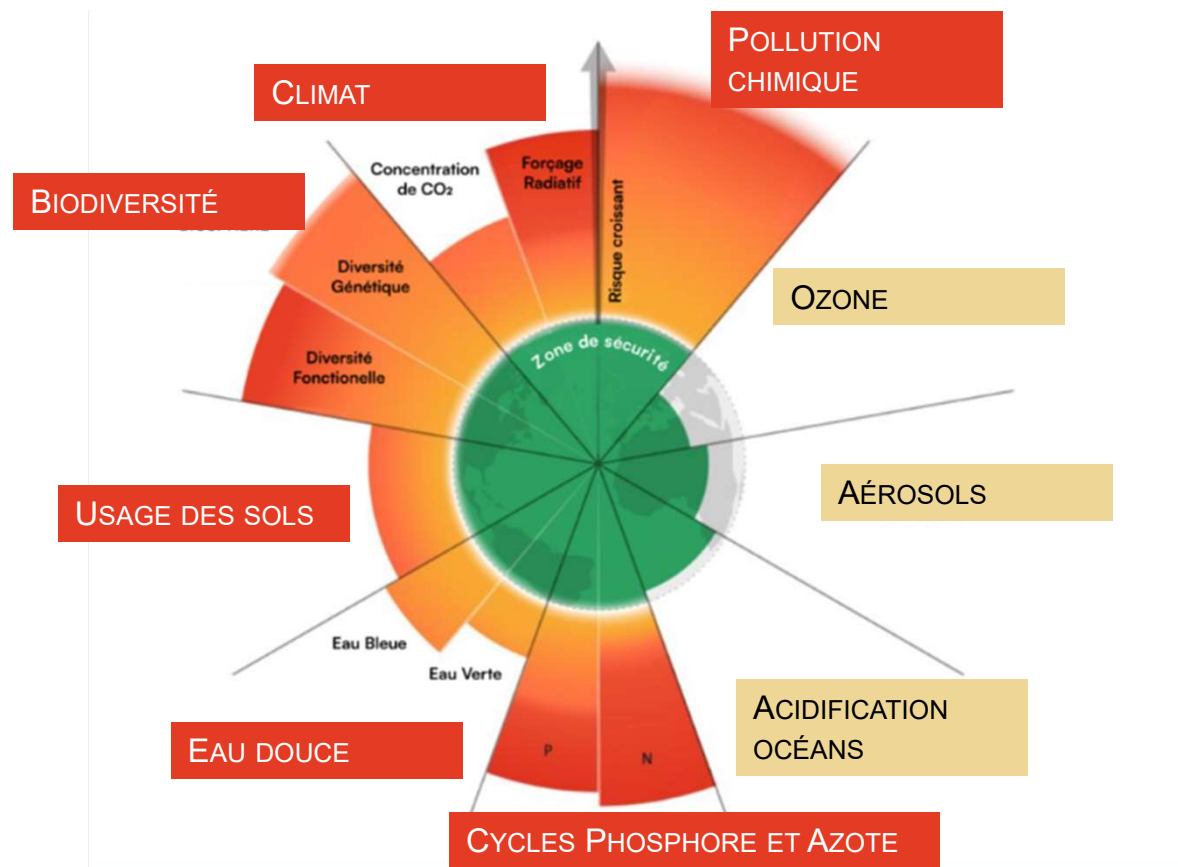 POLLUTION
CHIMIQUE
CLIMAT
Concentration
de CO₂
Forçage
Radiatif
BIODIVERSITÉ
Risque croissant
Diversité
Génétique
OZONE
Zone de sécurité
Diversité
Fonctionelle
AÉROSOLS
USAGE DES SOLS
Eau Bleue
Eau Verte
ACIDIFICATION
OCÉANS
EAU DOUCE
P
N
CYCLES PHOSPHORE ET AZOTE